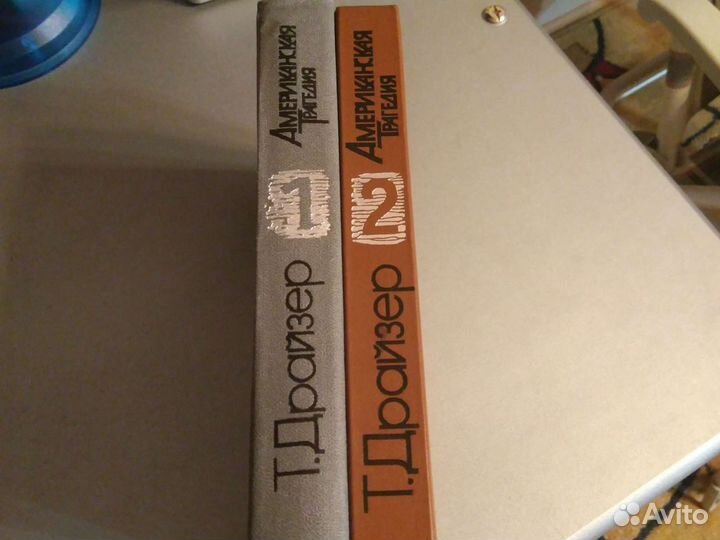 Т. Драйзер
1
Американская
Трагедия
Т. Драйзер
2
Американская
Трагедия
Avito